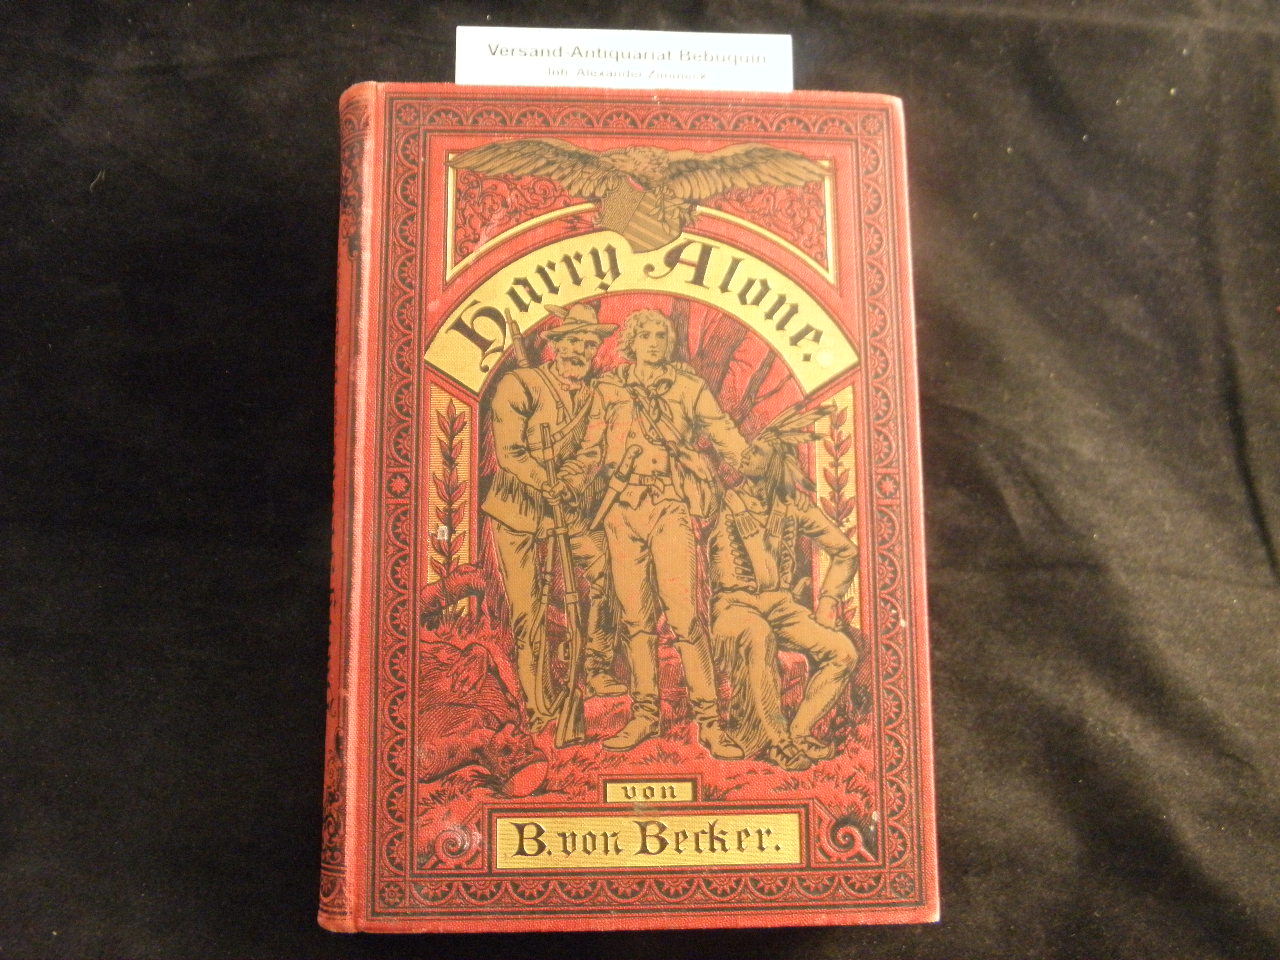 Versand-Antiquariat Bebuquin
Inh. Alexander
Harry Alone.
von
B. von Becker.